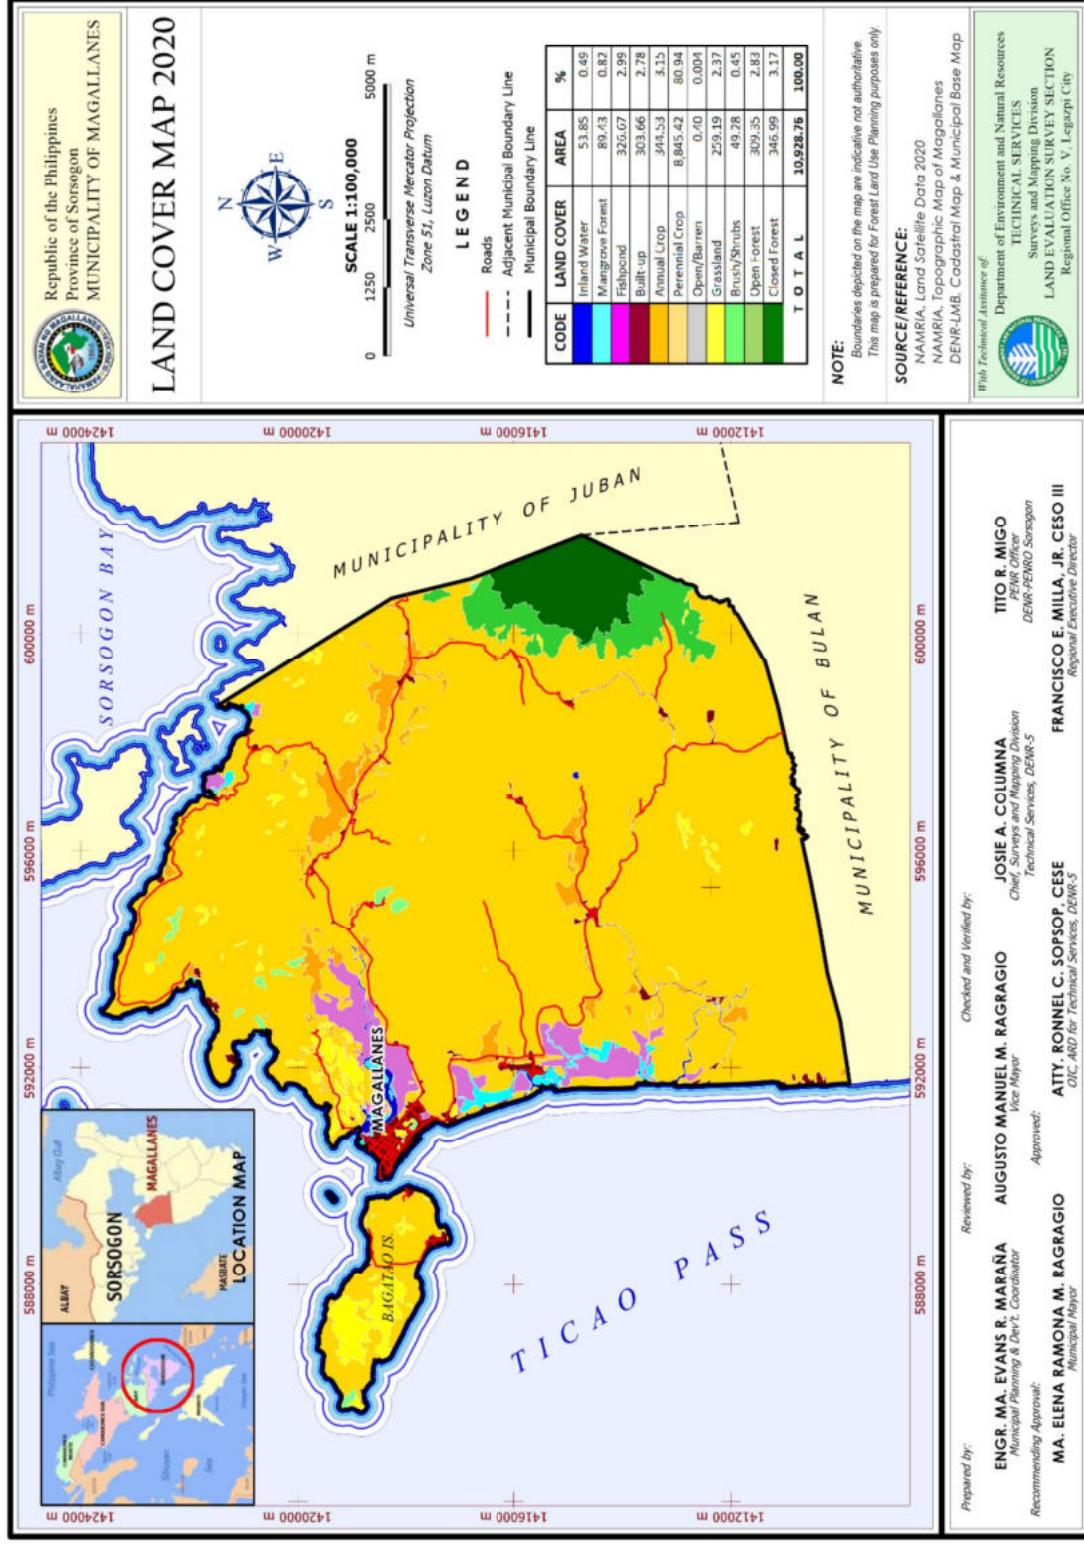 Republic of the Philippines
Province of Sorsogon
MUNICIPALITY OF MAGALLANES
LAND COVER MAP 2020
N
W
E
S
SCALE 1:100,000
0 1250 2500 5000 m
Universal Transverse Mercator Projection
Zone 51, Luzon Datum
LEGEND
Roads
Adjacent Municipal Boundary Line
Municipal Boundary Line
CODE LAND COVER AREA %
Inland Water 53.85 0.49
Mangrove Forest 89.43 0.82
Fishpond 326.67 2.99
Built-up 303.66 2.78
Annual Crop 344.53 3.15
Perennial Crop 8,845.42 80.94
Open/Barren 0.40 0.004
Grassland 259.19 2.37
Brush/Shrubs 49.28 0.45
Open Forest 309.35 2.83
Closed Forest 346.99 3.17
TOTAL 10,928.76 100.00
NOTE:
Boundaries depicted on the map are indicative not authoritative.
This map is prepared for Forest Land Use Planning purposes only.
SOURCE/REFERENCE:
NAMRIA, Land Satellite Data 2020
NAMRIA, Topographic Map of Magallanes
DENR-LMB, Cadastral Map & Municipal Base Map
With Technical Assistance of:
Department of Environment and Natural Resources
TECHNICAL SERVICES
Surveys and Mapping Division
LAND EVALUATION SURVEY SECTION
Regional Office No. V, Legazpi City
588000 m 592000 m 596000 m 600000 m
1424000 m
1420000 m
1416000 m
1412000 m
588000 m 592000 m 596000 m 600000 m
1424000 m
1420000 m
1416000 m
1412000 m
Philippine Sea
Sibuyan
Sea
ALBAY
Albay Gulf
SORSOGON
MAGALLANES
MASBATE
LOCATION MAP
SORSOGON BAY
MUNICIPALITY OF JUBAN
MUNICIPALITY OF BULAN
MAGALLANES
BAGATAO IS.
TICAO PASS
Prepared by:
ENGR. MA. EVANS R. MARAÑA
Municipal Planning & Dev't. Coordinator
Reviewed by:
AUGUSTO MANUEL M. RAGRAGIO
Vice Mayor
Checked and Verified by:
JOSIE A. COLUMNA
Chief, Surveys and Mapping Division
Technical Services, DENR-5
TITO R. MIGO
PENR Officer
DENR-PENRO Sorsogon
Recommending Approval:
MA. ELENA RAMONA M. RAGRAGIO
Municipal Mayor
Approved:
ATTY. RONNEL C. SOPSOP, CESE
OIC, ARD for Technical Services, DENR-5
FRANCISCO E. MILLA, JR. CESO III
Regional Executive Director